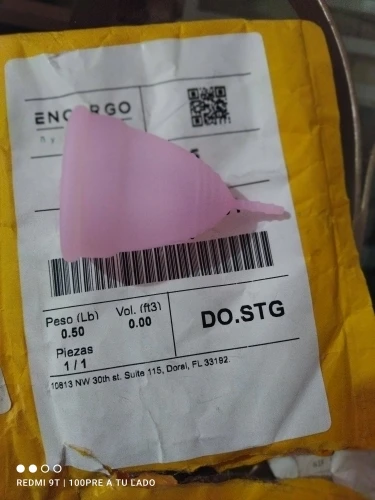 ENCARGO
Peso (Lb)
Vol. (ft3)
0.50
0.00
DO.STG
Piezas
1 / 1
10813 NW 30th st. Suite 115, Doral, FL 33192.
REDMI 9T | 100PRE A TU LADO